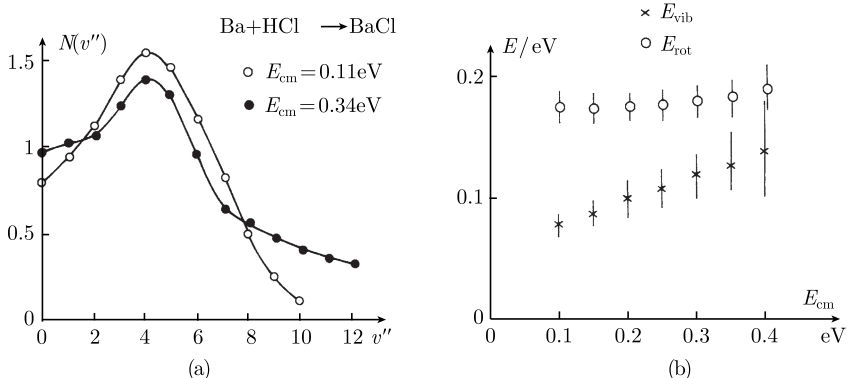 Ba+HCl ⟶BaCl
N(v″)
○ E_cm=0.11eV
● E_cm=0.34eV
1.5
1
0.5
0
0 2 4 6 8 10 12 v″
(a)
× E_vib
○ E_rot
E/eV
0.2
0.1
0
E_cm
0 0.1 0.2 0.3 0.4 eV
(b)